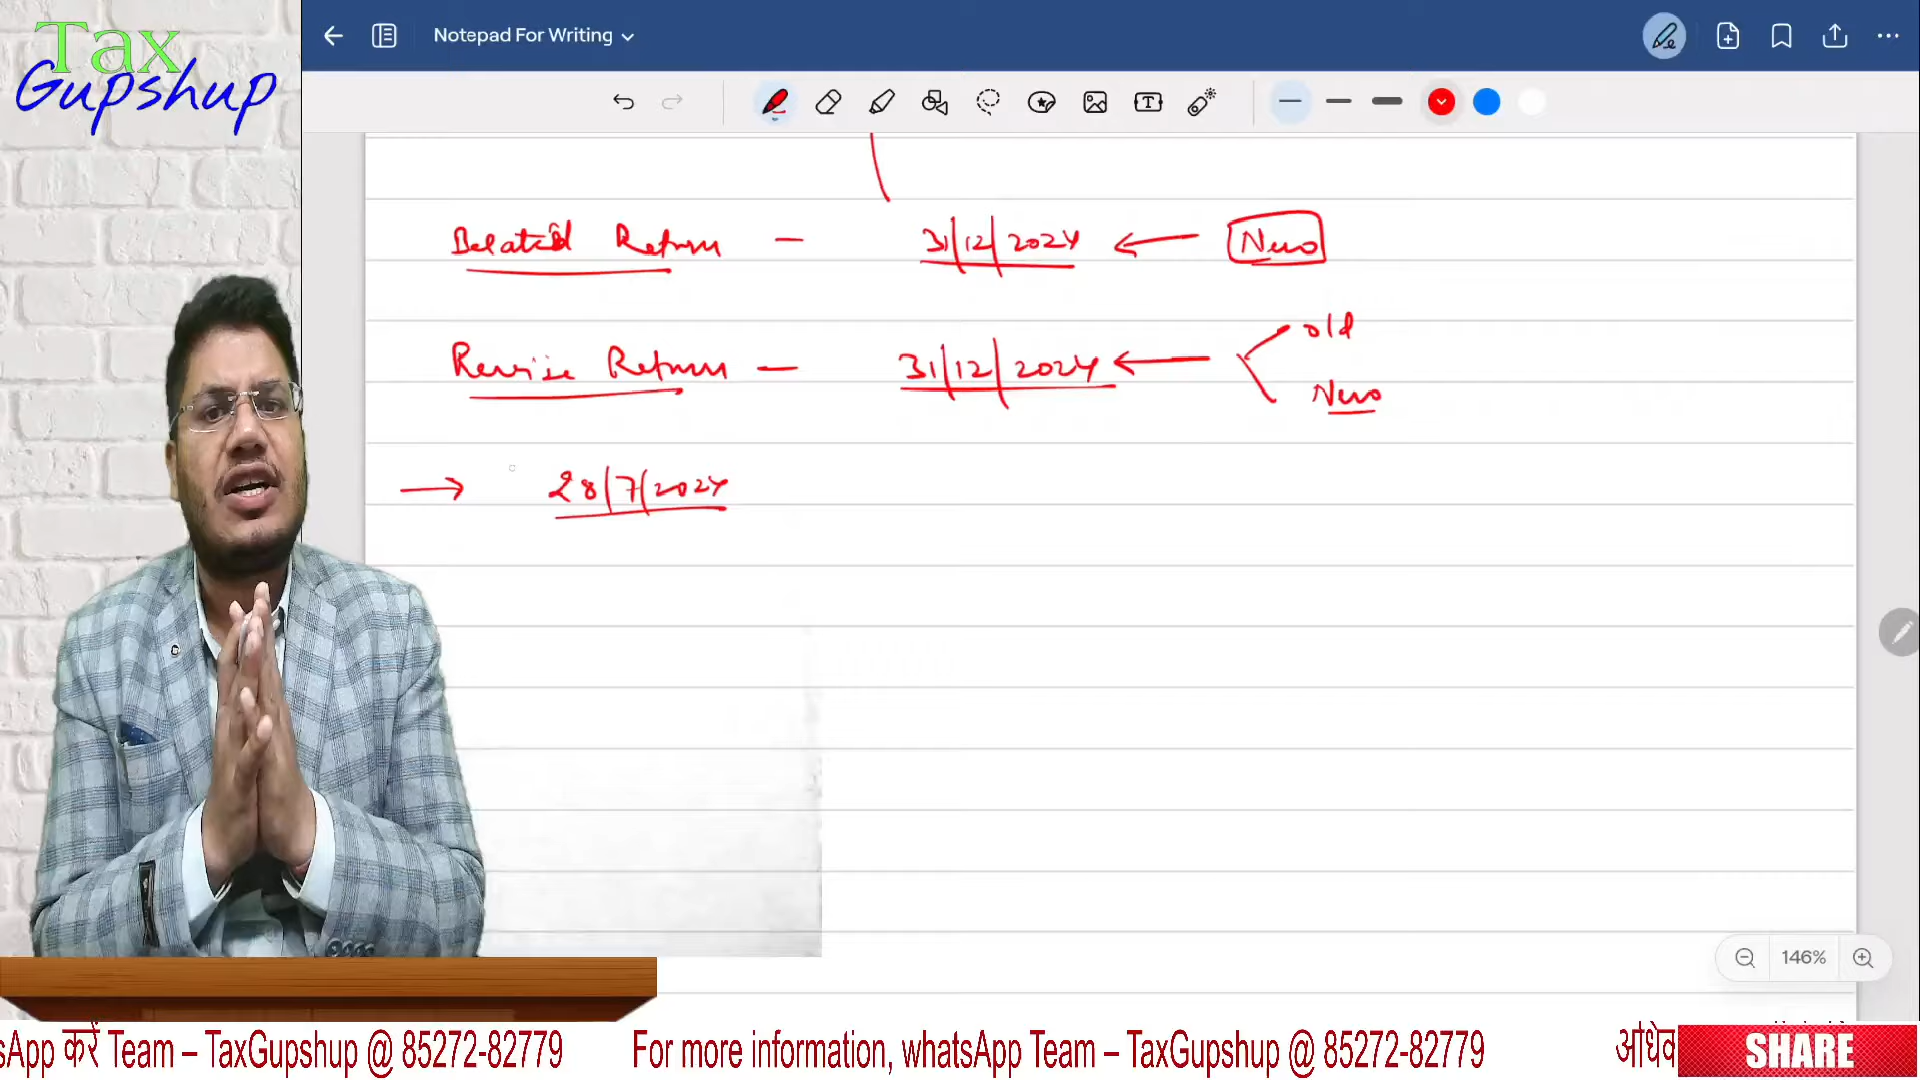 Tax
Gupshup
Notepad For Writing
Belated Return - 31/12/2024 ← New
Revise Return - 31/12/2024 ← old
New
→ 28/7/2024
146%
sApp करें Team – TaxGupshup @ 85272-82779 For more information, whatsApp Team – TaxGupshup @ 85272-82779
SHARE